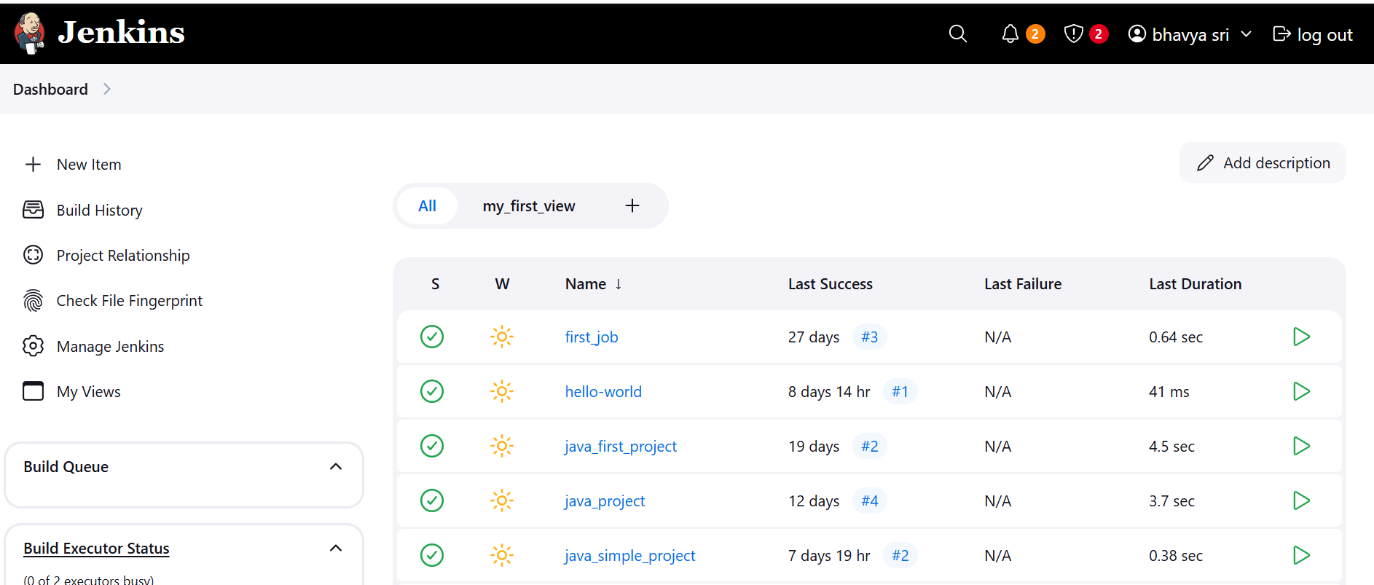 Jenkins
2
2
bhavya sri
log out
Dashboard
New Item
Build History
Project Relationship
Check File Fingerprint
Manage Jenkins
My Views
Build Queue
Build Executor Status
(0 of 2 executors busy)
Add description
All my_first_view
S W Name ↓ Last Success Last Failure Last Duration
first_job 27 days #3 N/A 0.64 sec
hello-world 8 days 14 hr #1 N/A 41 ms
java_first_project 19 days #2 N/A 4.5 sec
java_project 12 days #4 N/A 3.7 sec
java_simple_project 7 days 19 hr #2 N/A 0.38 sec